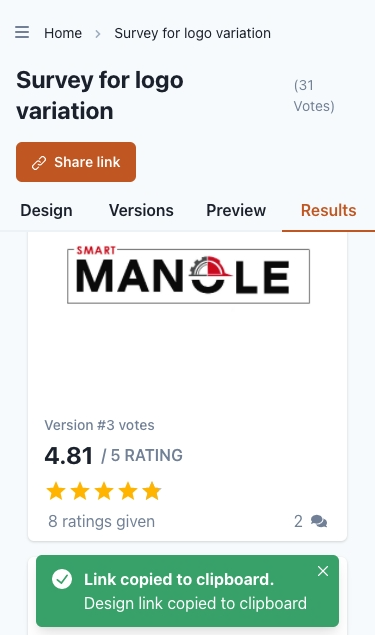 Home > Survey for logo variation
Survey for logo
variation
(31
Votes)
Share link
Design Versions Preview Results
SMART
MANOLE
Version #3 votes
4.81 / 5 RATING
8 ratings given 2
Link copied to clipboard.
Design link copied to clipboard